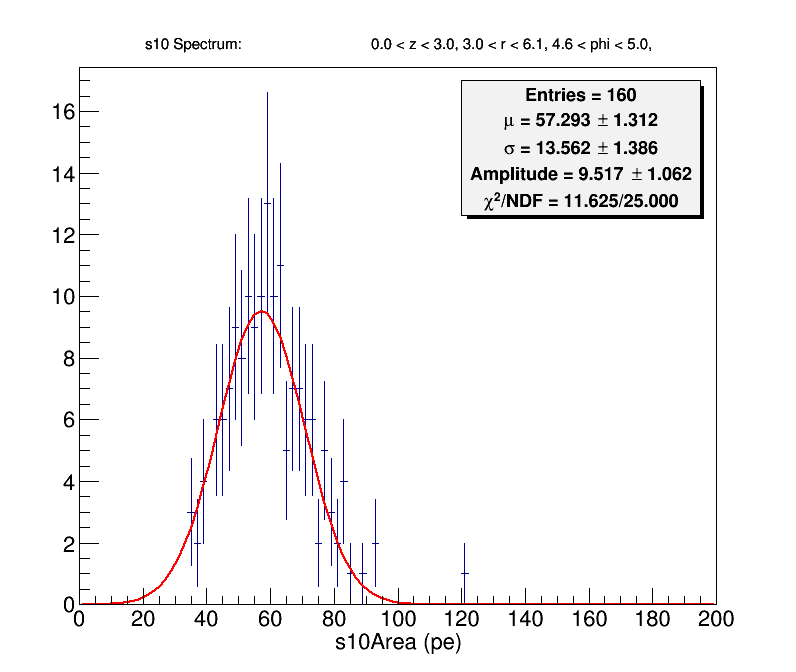 s10 Spectrum: 0.0 < z < 3.0, 3.0 < r < 6.1, 4.6 < phi < 5.0,
Entries = 160
μ = 57.293 ± 1.312
σ = 13.562 ± 1.386
Amplitude = 9.517 ± 1.062
χ²/NDF = 11.625/25.000
16
14
12
10
8
6
4
2
0
0 20 40 60 80 100 120 140 160 180 200
s10Area (pe)